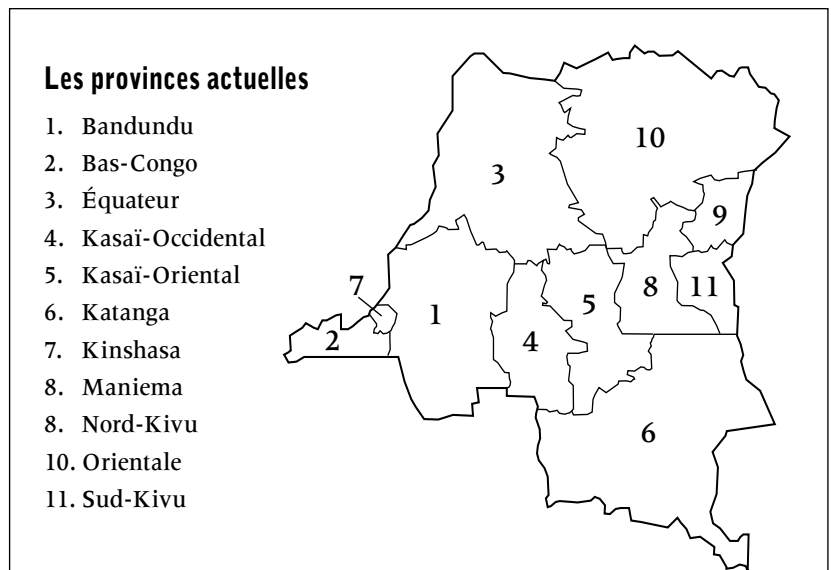 Les provinces actuelles
1. Bandundu
2. Bas-Congo
3. Équateur
4. Kasaï-Occidental
5. Kasaï-Oriental
6. Katanga
7. Kinshasa
8. Maniema
8. Nord-Kivu
10. Orientale
11. Sud-Kivu
10
3
9
7
8
11
1
5
2
4
6